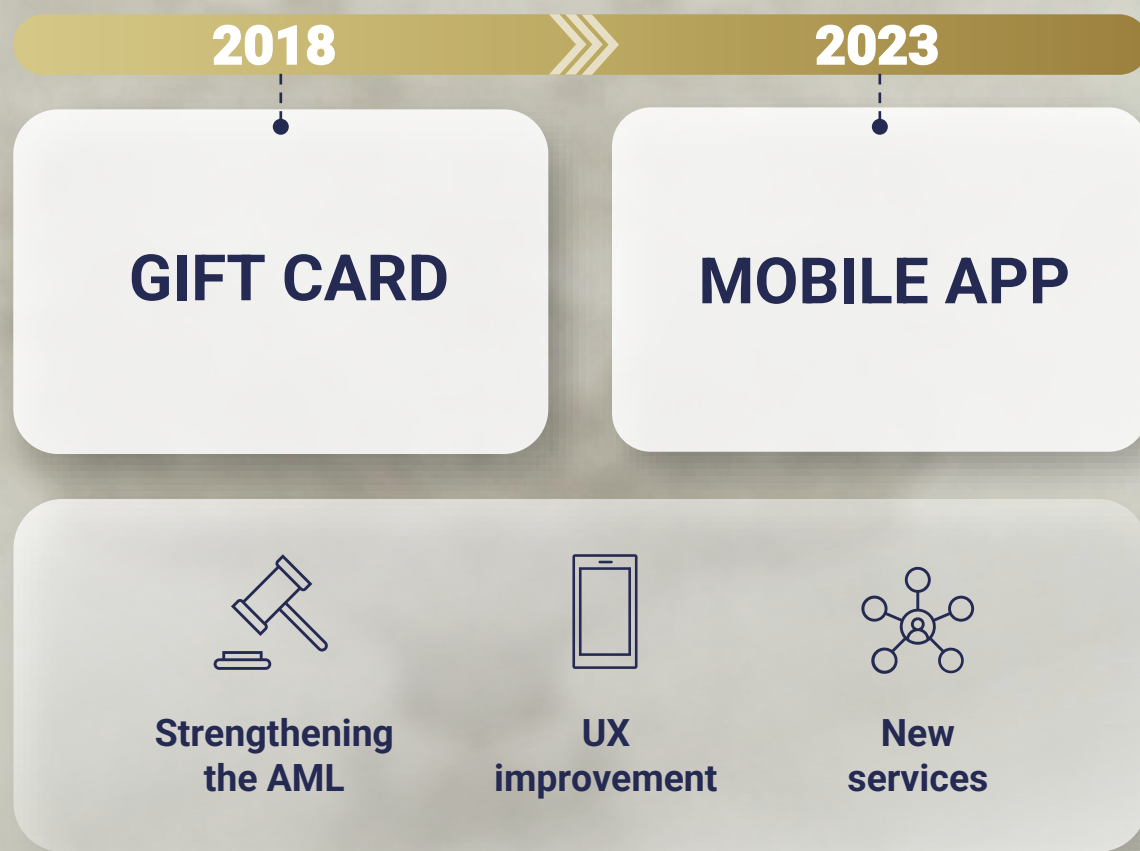 2018
2023
GIFT CARD
MOBILE APP
Strengthening
the AML
UX
improvement
New
services